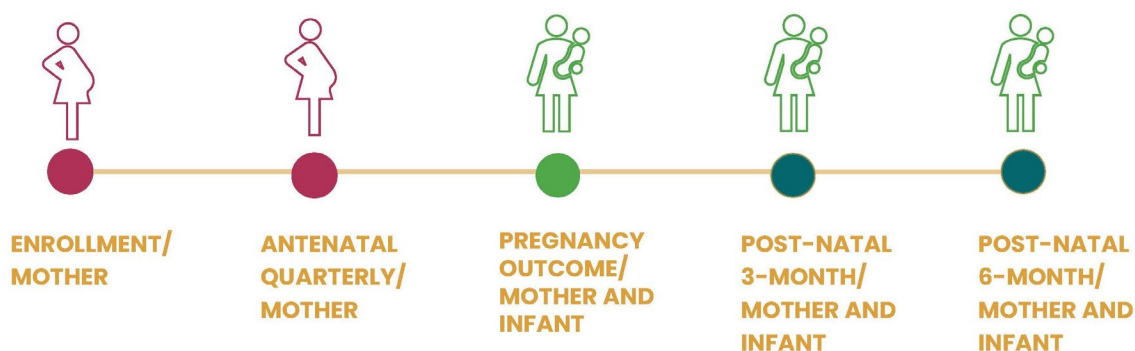 ENROLLMENT/
MOTHER
ANTENATAL
QUARTERLY/
MOTHER
PREGNANCY
OUTCOME/
MOTHER AND
INFANT
POST-NATAL
3-MONTH/
MOTHER AND
INFANT
POST-NATAL
6-MONTH/
MOTHER AND
INFANT